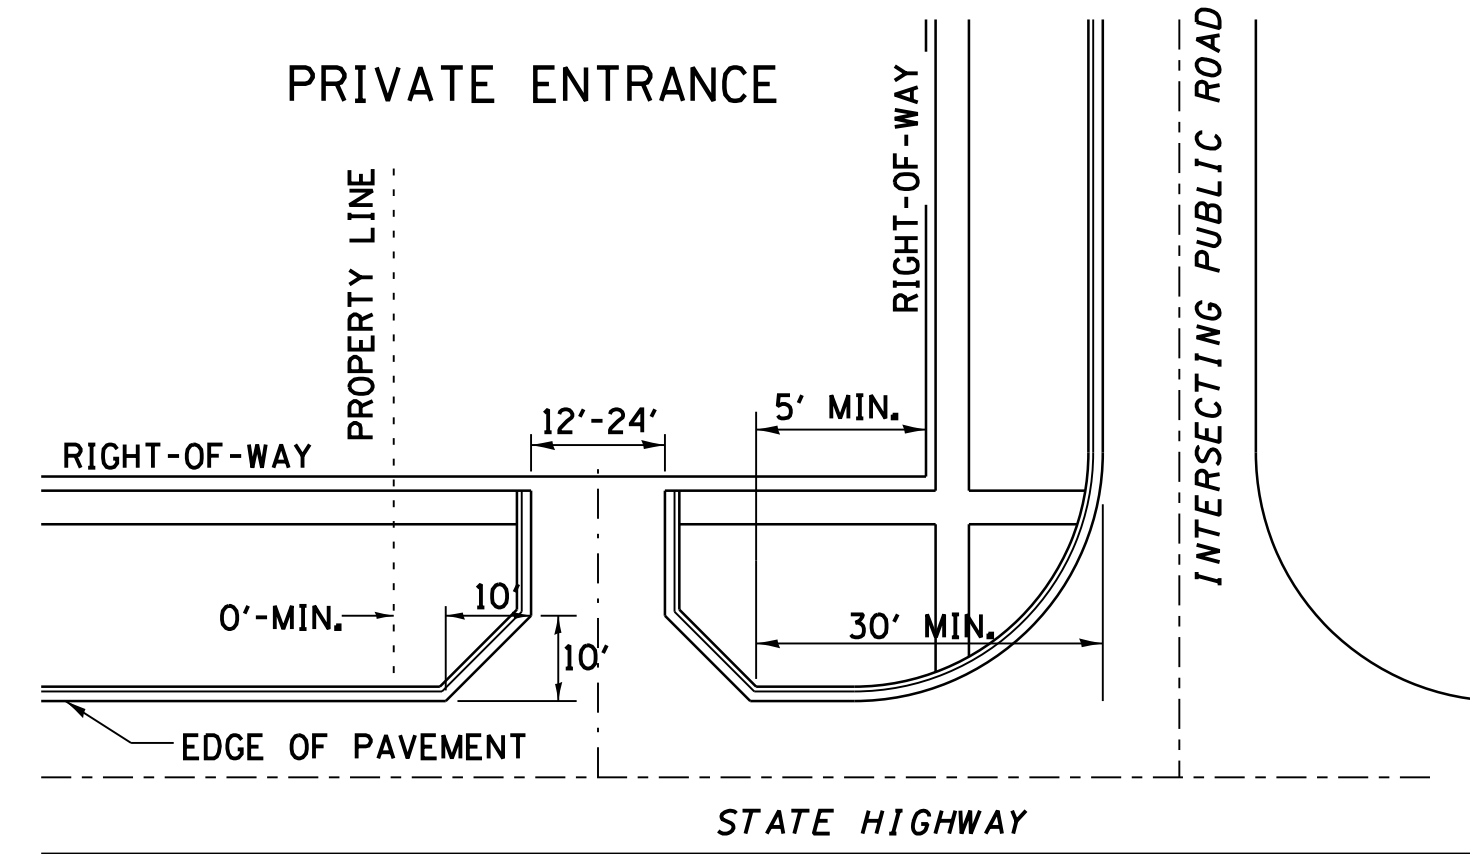 PRIVATE ENTRANCE
PROPERTY LINE
RIGHT-OF-WAY
INTERSECTING PUBLIC ROAD
RIGHT-OF-WAY
12'-24'
5' MIN.
0'-MIN.
10'
10'
30' MIN.
EDGE OF PAVEMENT
STATE HIGHWAY